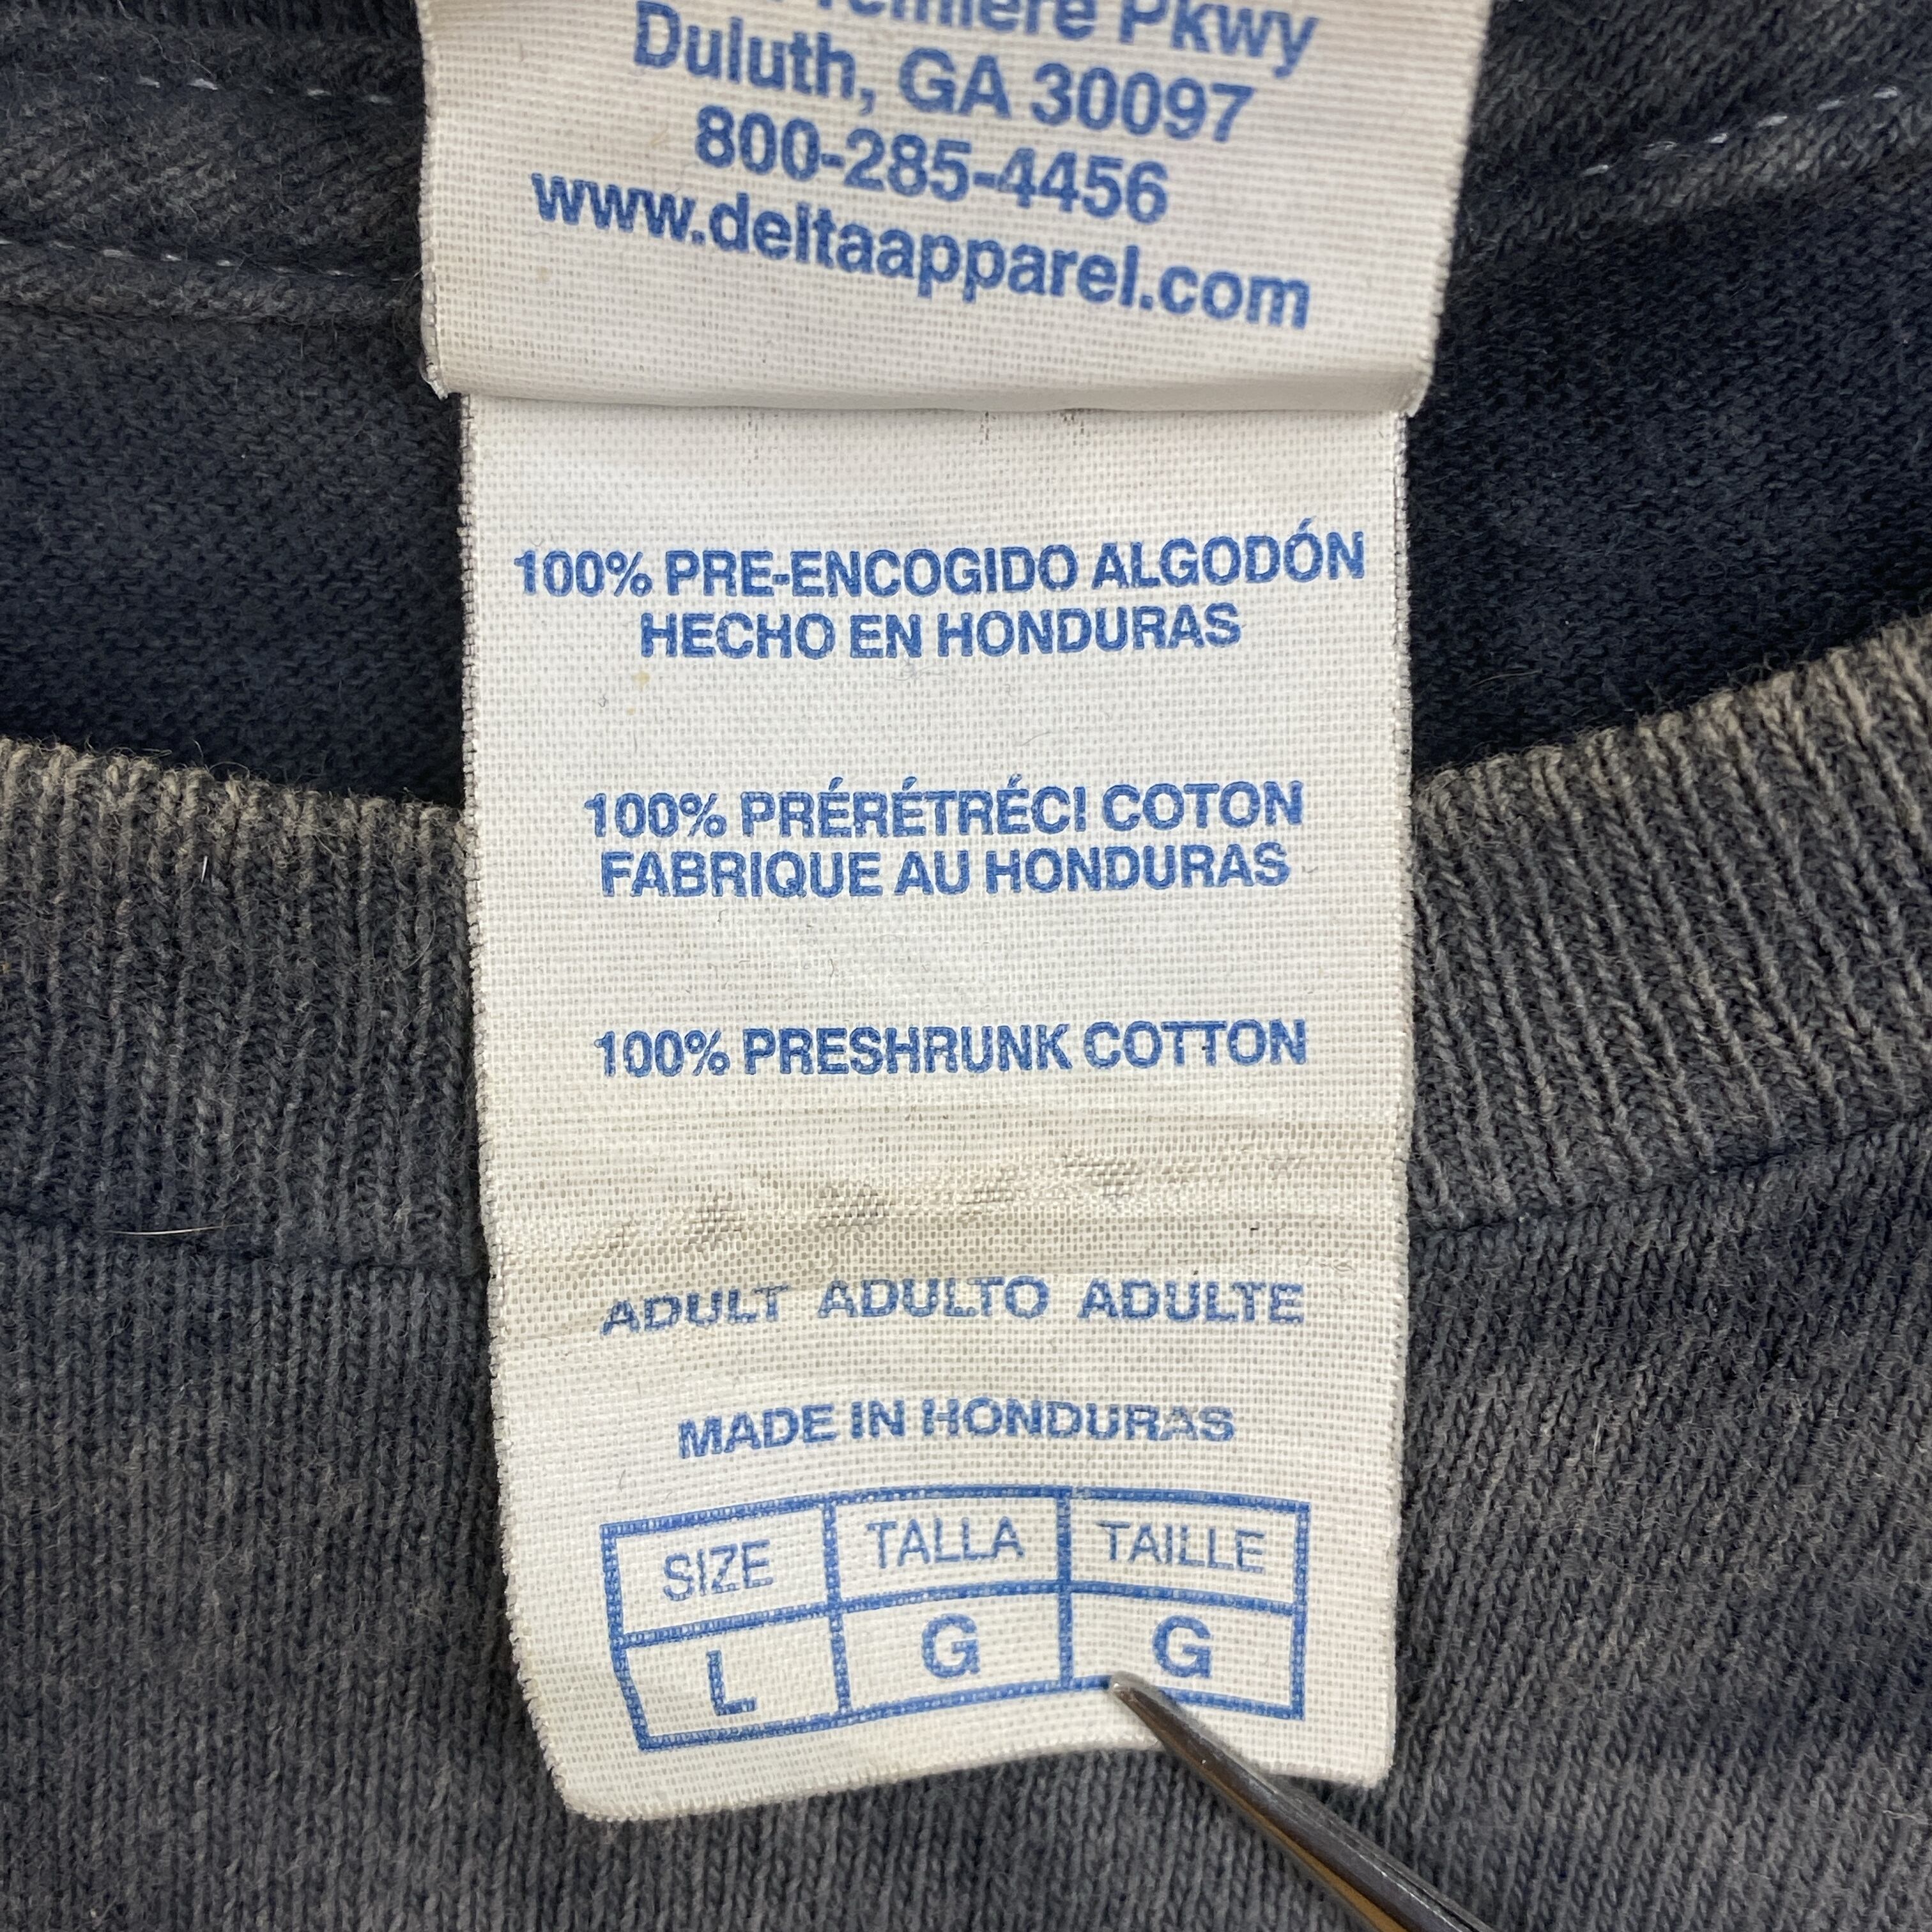 Pkwy
Duluth, GA 30097
800-285-4456
www.deltaapparel.com
100% PRE-ENCOGIDO ALGODÓN
HECHO EN HONDURAS
100% PRÉRÉTRÉCI COTON
FABRIQUE AU HONDURAS
100% PRESHRUNK COTTON
ADULT ADULTO ADULTE
MADE IN HONDURAS
SIZE TALLA TAILLE
L G G